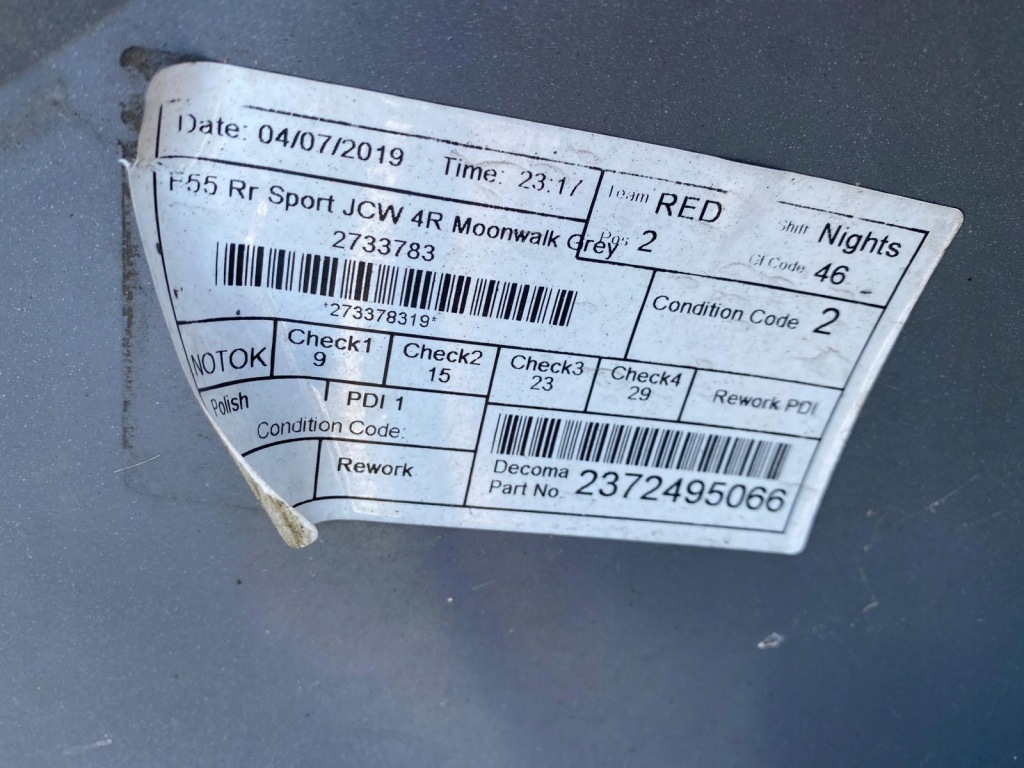 Date: 04/07/2019 Time: 23:17 Team RED Shift Nights
F55 Rr Sport JCW 4R Moonwalk Grey Pos 2 Cl Code 46
2733783
*273378319*
Condition Code 2
NOTOK Check1 Check2 Check3 Check4 Rework PDI
9 15 23 29
Polish PDI 1
Condition Code:
Rework
Decoma
Part No. 2372495066